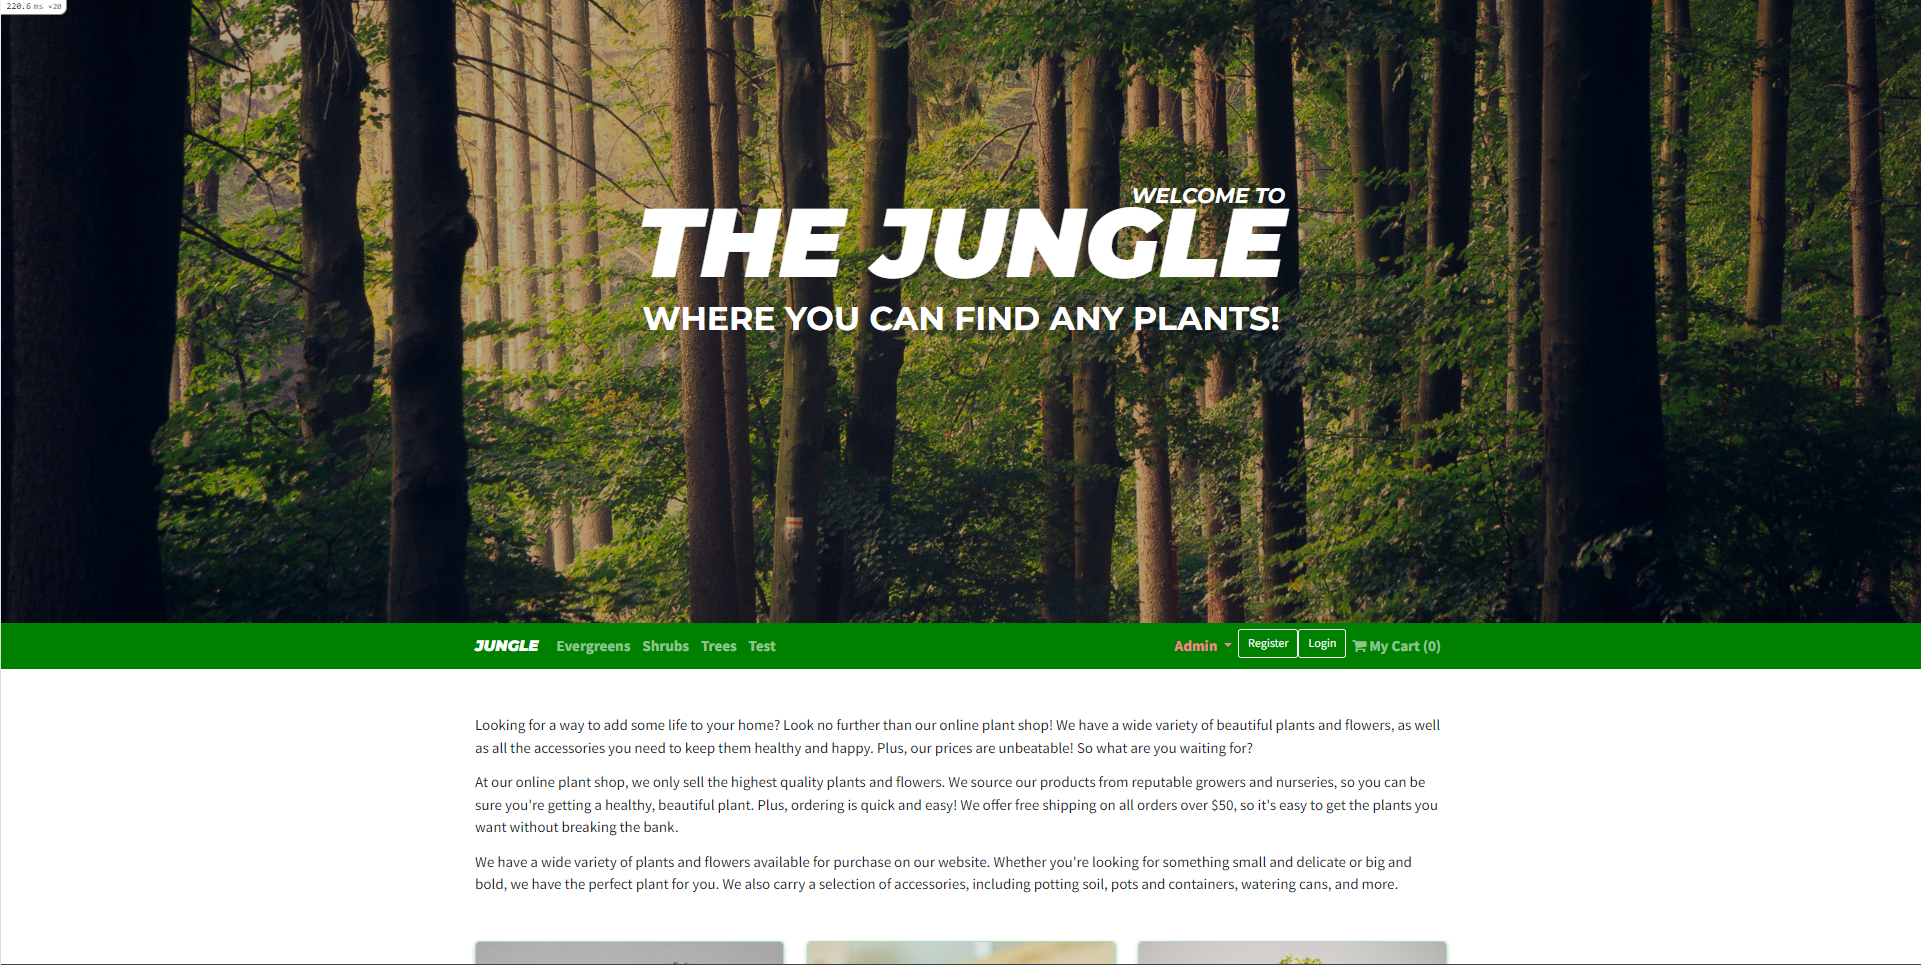 220.6 ms ×20
WELCOME TO
THE JUNGLE
WHERE YOU CAN FIND ANY PLANTS!
JUNGLE Evergreens Shrubs Trees Test Admin Register Login My Cart (0)
Looking for a way to add some life to your home? Look no further than our online plant shop! We have a wide variety of beautiful plants and flowers, as well
as all the accessories you need to keep them healthy and happy. Plus, our prices are unbeatable! So what are you waiting for?
At our online plant shop, we only sell the highest quality plants and flowers. We source our products from reputable growers and nurseries, so you can be
sure you're getting a healthy, beautiful plant. Plus, ordering is quick and easy! We offer free shipping on all orders over $50, so it's easy to get the plants you
want without breaking the bank.
We have a wide variety of plants and flowers available for purchase on our website. Whether you're looking for something small and delicate or big and
bold, we have the perfect plant for you. We also carry a selection of accessories, including potting soil, pots and containers, watering cans, and more.